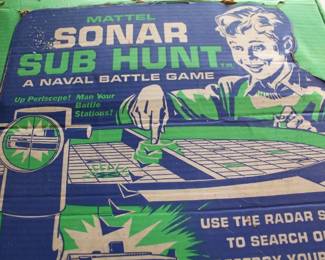 MATTEL
SONAR
SUB HUNT TM
A NAVAL BATTLE GAME
Up Periscope! Man Your
Battle
Stations!
USE THE RADAR
TO SEARCH
YOUR